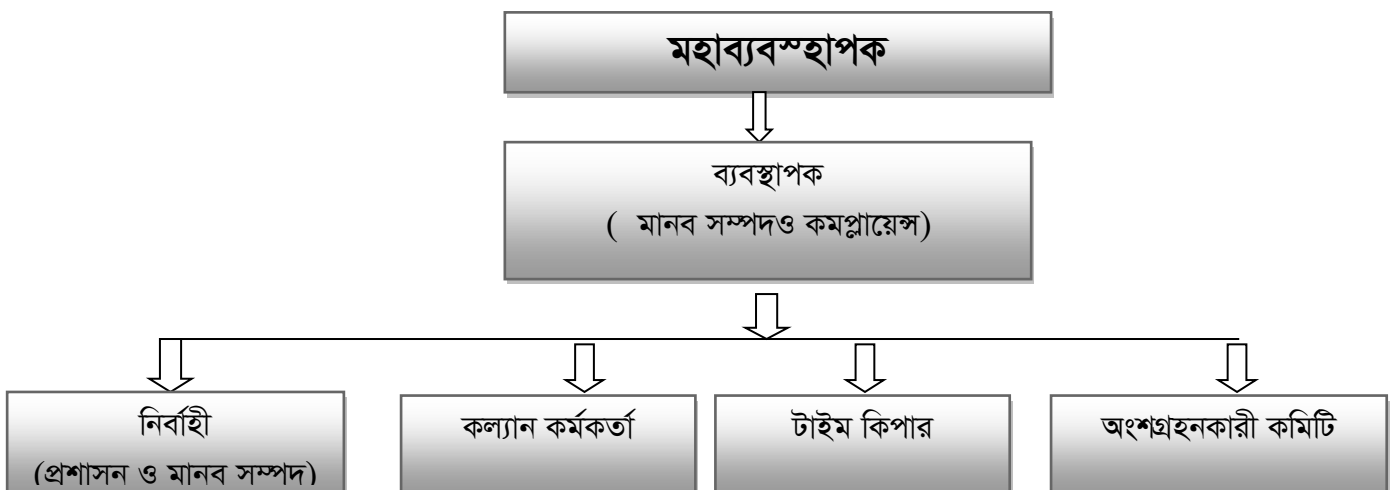 মহাব্যবস্হাপক
ব্যবস্থাপক
( মানব সম্পদও কমপ্লায়েন্স)
নির্বাহী
(প্রশাসন ও মানব সম্পদ)
কল্যান কর্মকর্তা
টাইম কিপার
অংশগ্রহনকারী কমিটি